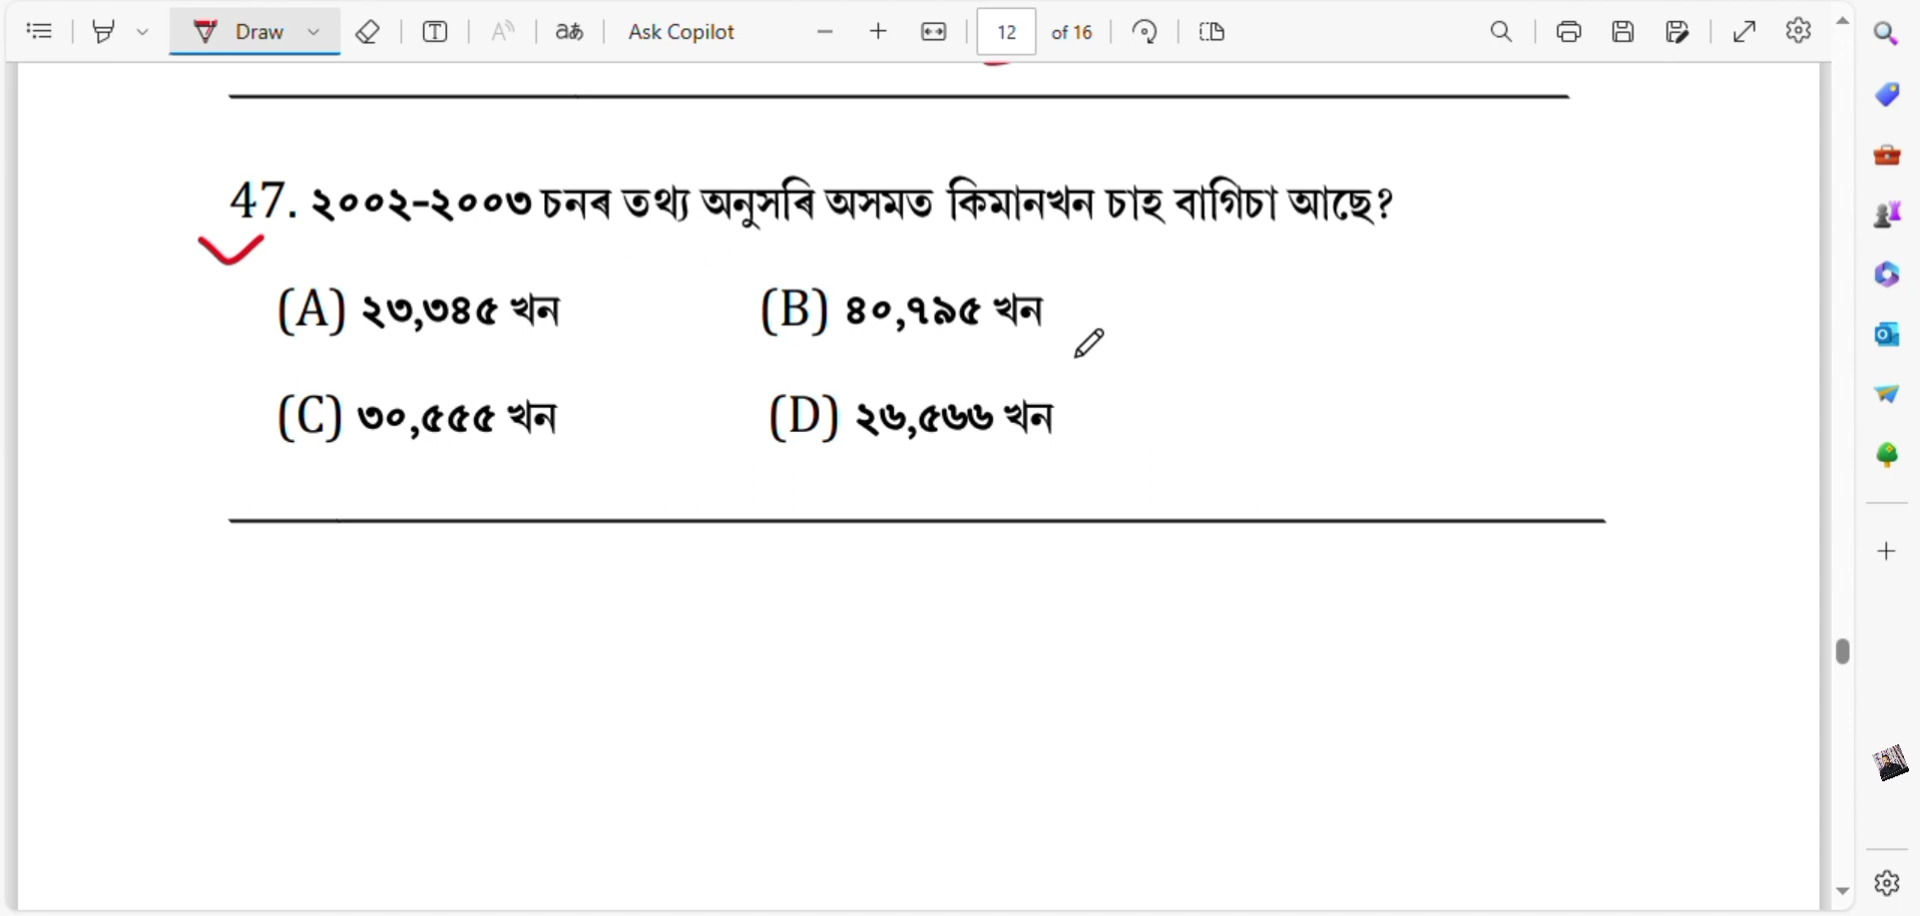 Draw
Ask Copilot
12 of 16
47. ২০০২-২০০৩ চনৰ তথ্য অনুসৰি অসমত কিমানখন চাহ বাগিচা আছে?
(A) ২৩,৩৪৫ খন (B) ৪০,৭৯৫ খন
(C) ৩০,৫৫৫ খন (D) ২৬,৫৬৬ খন